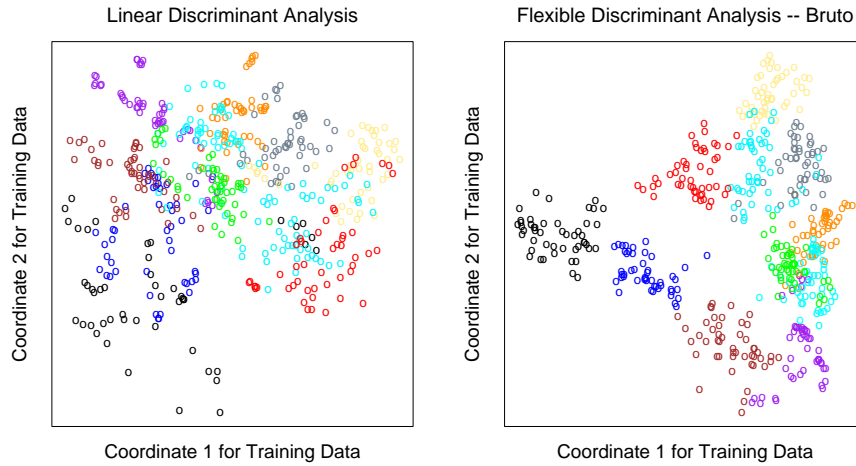 Linear Discriminant Analysis
Coordinate 2 for Training Data
Coordinate 1 for Training Data
Flexible Discriminant Analysis -- Bruto
Coordinate 2 for Training Data
Coordinate 1 for Training Data